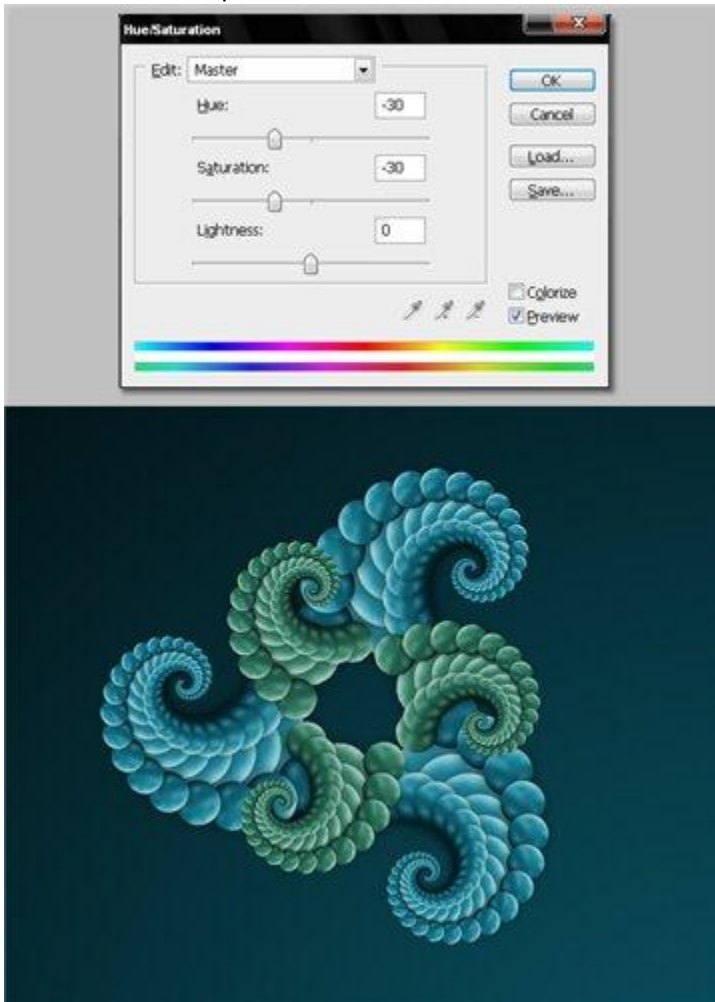 Hue/Saturation
Edit: Master
OK
Hue: -30
Cancel
Load...
Saturation: -30
Save...
Lightness: 0
Colorize
Preview